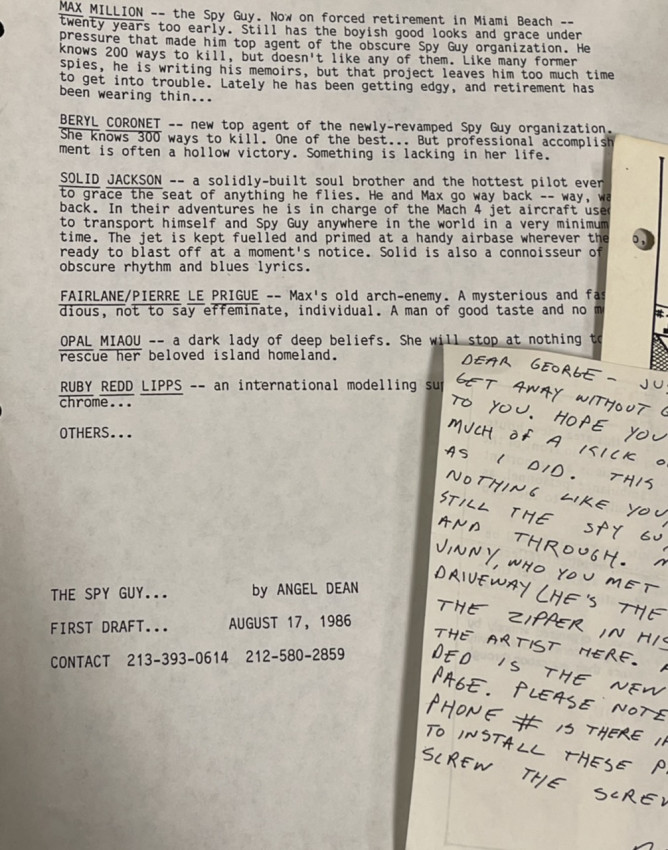 MAX MILLION -- the Spy Guy. Now on forced retirement in Miami Beach --
twenty years too early. Still has the boyish good looks and grace under
pressure that made him top agent of the obscure Spy Guy organization. He
knows 200 ways to kill, but doesn't like any of them. Like many former
spies, he is writing his memoirs, but that project leaves him too much time
to get into trouble. Lately he has been getting edgy, and retirement has
been wearing thin...
BERYL CORONET -- new top agent of the newly-revamped Spy Guy organization.
She knows 300 ways to kill. One of the best... But professional accomplish
ment is often a hollow victory. Something is lacking in her life.
SOLID JACKSON -- a solidly-built soul brother and the hottest pilot ever
to grace the seat of anything he flies. He and Max go way back -- way, wa
back. In their adventures he is in charge of the Mach 4 jet aircraft use
to transport himself and Spy Guy anywhere in the world in a very minimum
time. The jet is kept fuelled and primed at a handy airbase wherever the
ready to blast off at a moment's notice. Solid is also a connoisseur of
obscure rhythm and blues lyrics.
FAIRLANE/PIERRE LE PRIGUE -- Max's old arch-enemy. A mysterious and fas
dious, not to say effeminate, individual. A man of good taste and no m
OPAL MIAOU -- a dark lady of deep beliefs. She will stop at nothing to
rescue her beloved island homeland.
RUBY REDD LIPPS -- an international modelling su
chrome...
OTHERS...
THE SPY GUY... by ANGEL DEAN
FIRST DRAFT... AUGUST 17, 1986
CONTACT 213-393-0614 212-580-2859
DEAR GEORGE - JU
GET AWAY WITHOUT
TO YOU. HOPE YOU
MUCH of A KICK
AS I DID. THIS
NOTHING LIKE YOU
STILL THE SPY GU
AND THROUGH.
VINNY, WHO YOU MET
DRIVEWAY (HE'S THE
THE ZIPPER IN HIS
THE ARTIST HERE.
DED IS THE NEW
PAGE. PLEASE NOTE
PHONE # IS THERE
TO INSTALL THESE P
SCREW THE SCREW